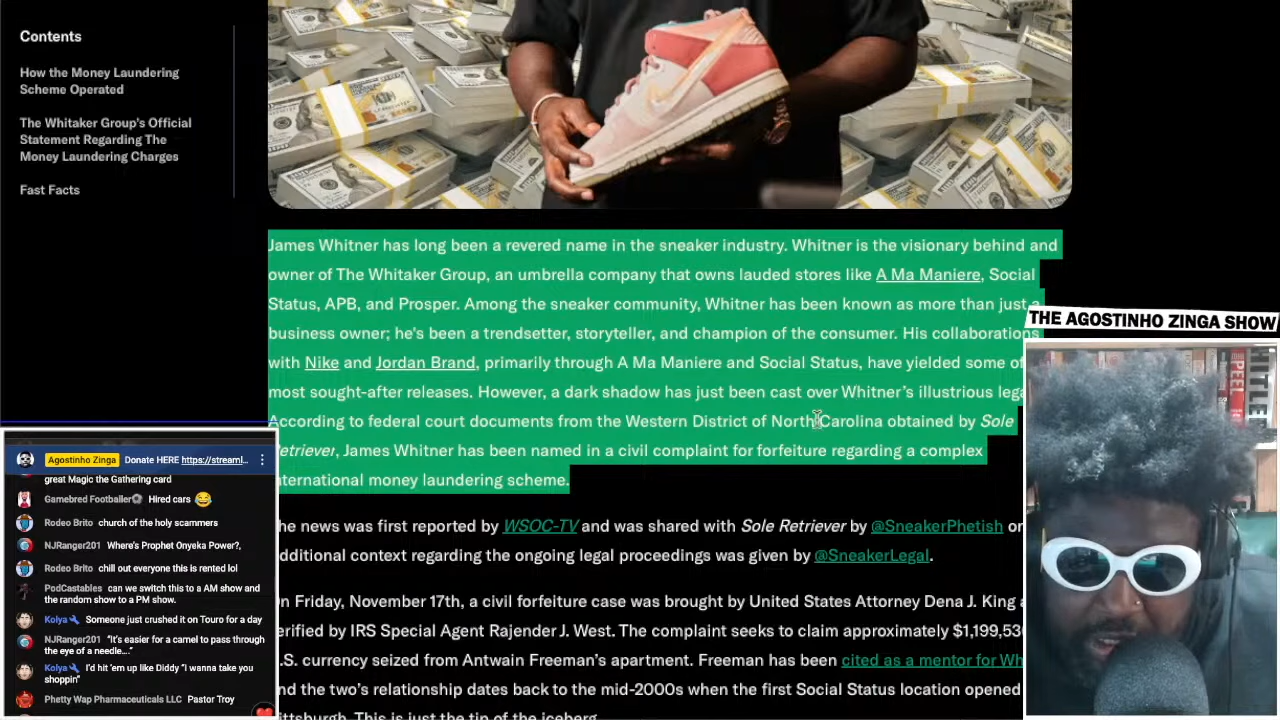 Contents
How the Money Laundering
Scheme Operated
The Whitaker Group's Official
Statement Regarding The
Money Laundering Charges
Fast Facts
James Whitner has long been a revered name in the sneaker industry. Whitner is the visionary behind and
owner of The Whitaker Group, an umbrella company that owns lauded stores like A Ma Maniere, Social
Status, APB, and Prosper. Among the sneaker community, Whitner has been known as more than just a
business owner; he's been a trendsetter, storyteller, and champion of the consumer. His collaborations
with Nike and Jordan Brand, primarily through A Ma Maniere and Social Status, have yielded some of
most sought-after releases. However, a dark shadow has just been cast over Whitner's illustrious
According to federal court documents from the Western District of North Carolina obtained by Sole
etriever, James Whitner has been named in a civil complaint for forfeiture regarding a complex
nternational money laundering scheme.
he news was first reported by WSOC-TV and was shared with Sole Retriever by @SneakerPhetish
dditional context regarding the ongoing legal proceedings was given by @SneakerLegal.
n Friday, November 17th, a civil forfeiture case was brought by United States Attorney Dena J. King
erified by IRS Special Agent Rajender J. West. The complaint seeks to claim approximately
.S. currency seized from Antwain Freeman's apartment. Freeman has been cited as a mentor for
nd the two's relationship dates back to the mid-2000s when the first Social Status location opened
ittsburgh. This is just the tip of the iceberg.
THE AGOSTINHO ZINGA SHOW
Agostinho Zinga Donate HERE https://streaml...
great Magic the Gathering card
Gamebred Footballer Hired cars 😂
Rodeo Brito church of the holy scammers
NJRanger201 Where's Prophet Onyeka Power?,
Rodeo Brito chill out everyone this is rented lol
PodCastables can we switch this to a AM show and
the random show to a PM show.
Kolya Someone just crushed it on Touro for a day
NJRanger201 "It's easier for a camel to pass through
the eye of a needle...."
Kolya I'd hit 'em up like Diddy "I wanna take you
shoppin"
Phetty Wap Pharmaceuticals LLC Pastor Troy